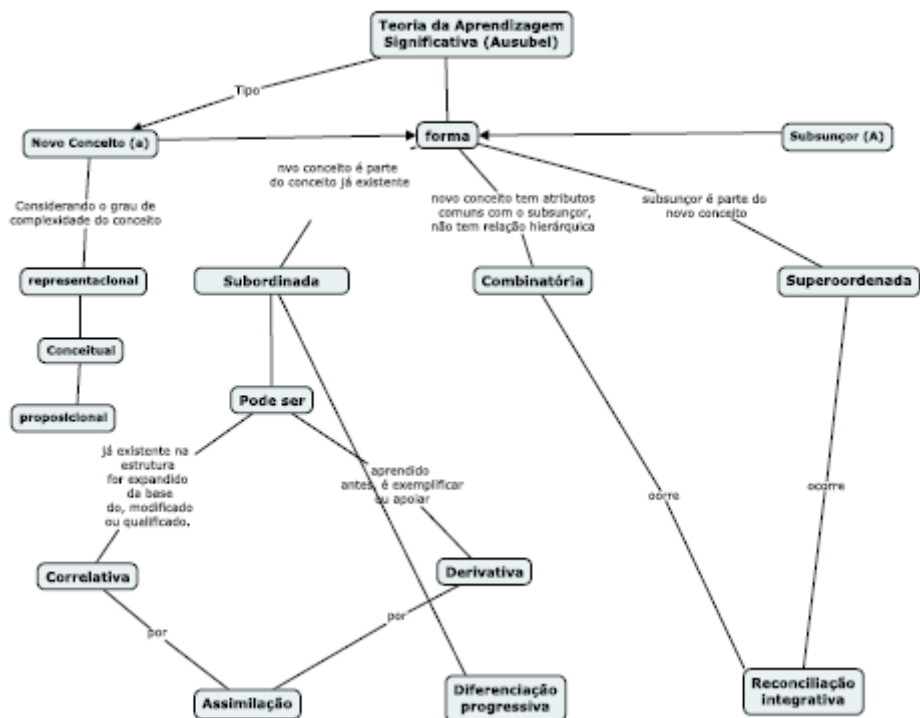 Teoria da Aprendizagem
Significativa (Ausubel)
Tipo
Novo Conceito (a)
forma
Subsunçor (A)
nvo conceito é parte
do conceito já existente
Considerando o grau de
complexidade do conceito
novo conceito tem atributos
comuns com o subsunçor,
não tem relação hierárquica
subsunçor é parte do
novo conceito
representacional
Subordinada
Combinatória
Superoordenada
Conceitual
Pode ser
proposicional
já existente na
estrutura
for expandido
da base
do, modificado
ou qualificado.
aprendido
antes, é exemplificar
ou apoiar
oorre
ocorre
Correlativa
Derivativa
por
por
Assimilação
Diferenciação
progressiva
Reconciliação
integrativa